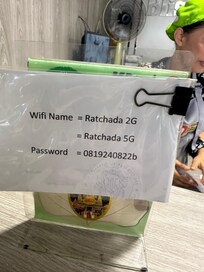 Wifi Name = Ratchada 2G
= Ratchada 5G
Password = 0819240822b